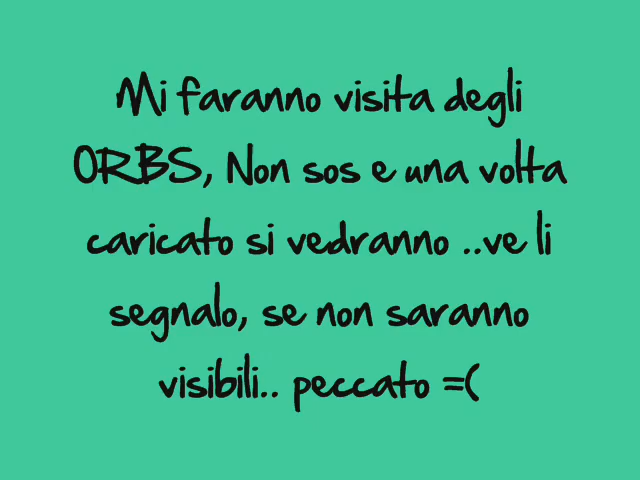 Mi faranno visita degli
ORBS, Non sos e una volta
caricato si vedranno ..ve li
segnalo, se non saranno
visibili.. peccato =(